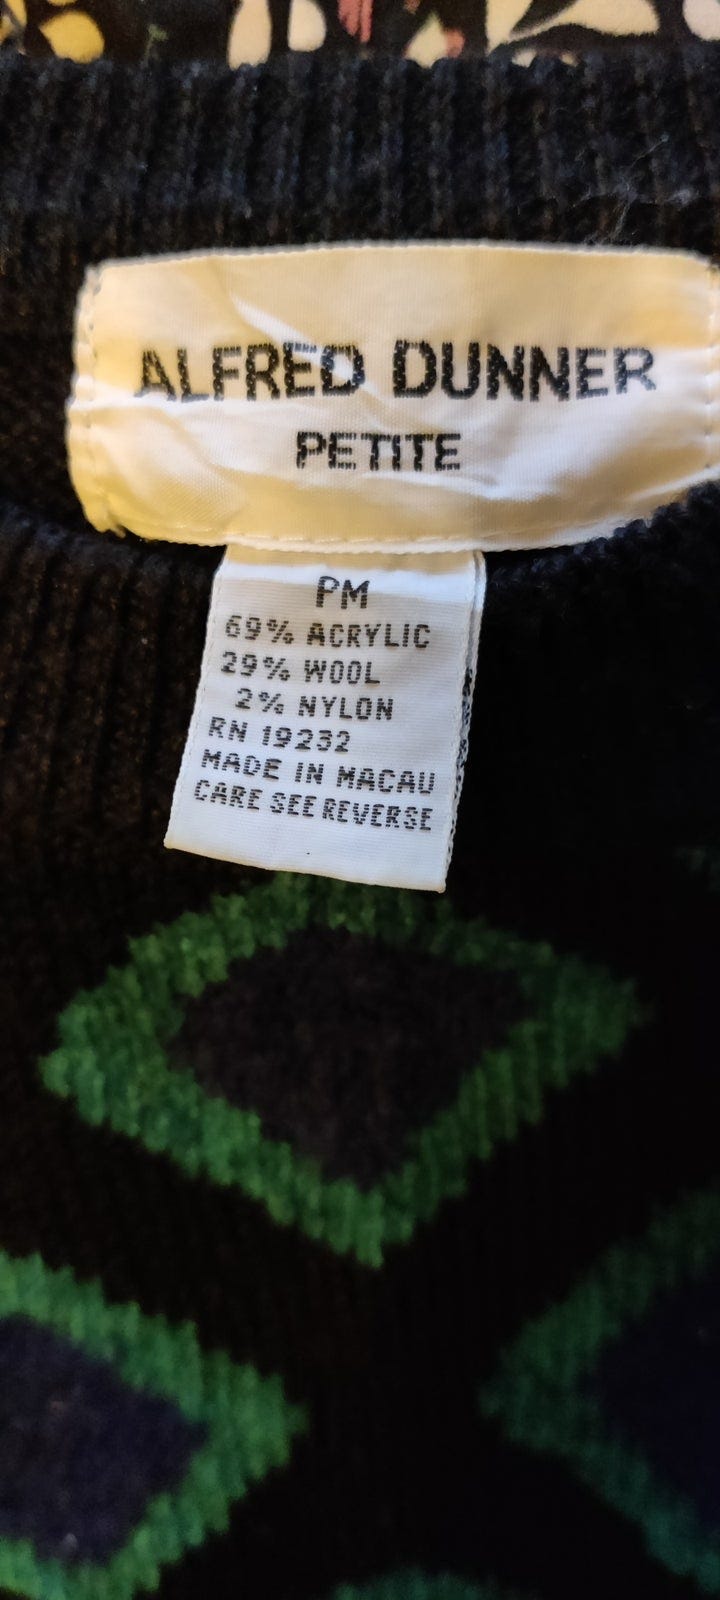 ALFRED DUNNER
PETITE
PM
69% ACRYLIC
29% WOOL
2% NYLON
RN 19232
MADE IN MACAU
CARE SEE REVERSE